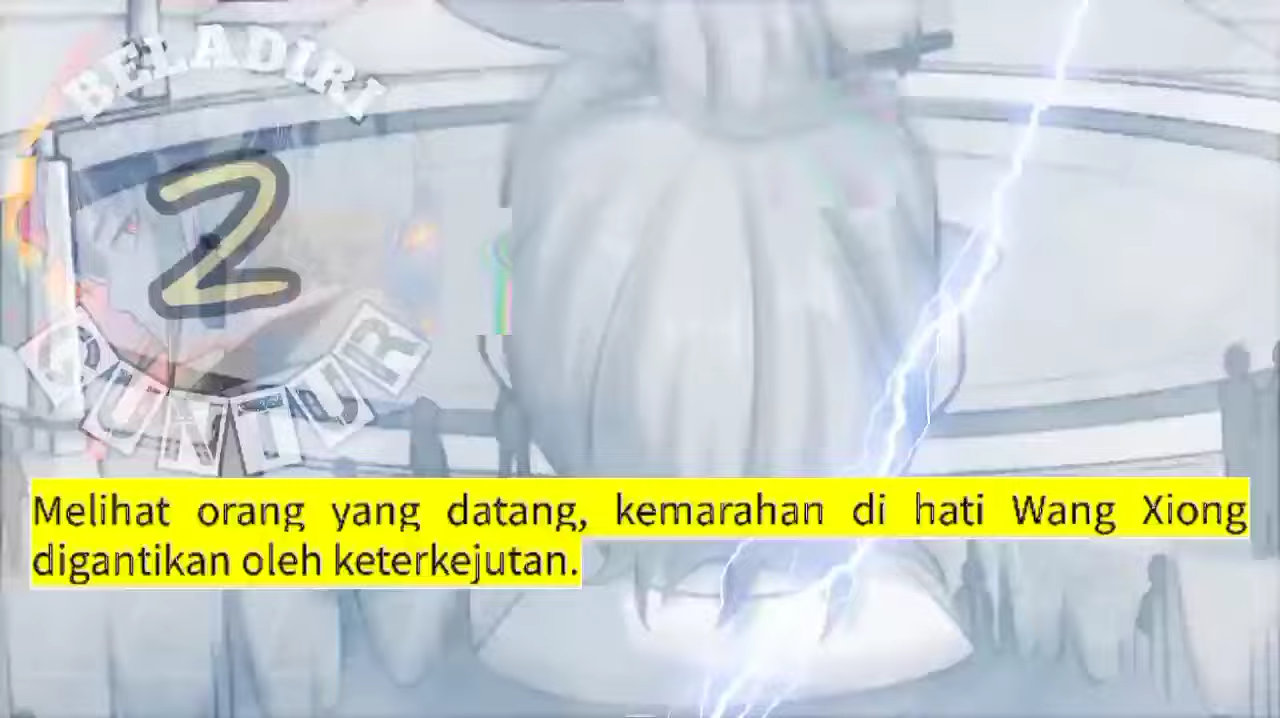 BELADIRI
2
GUNTUR
Melihat orang yang datang, kemarahan di hati Wang Xiong
digantikan oleh keterkejutan.